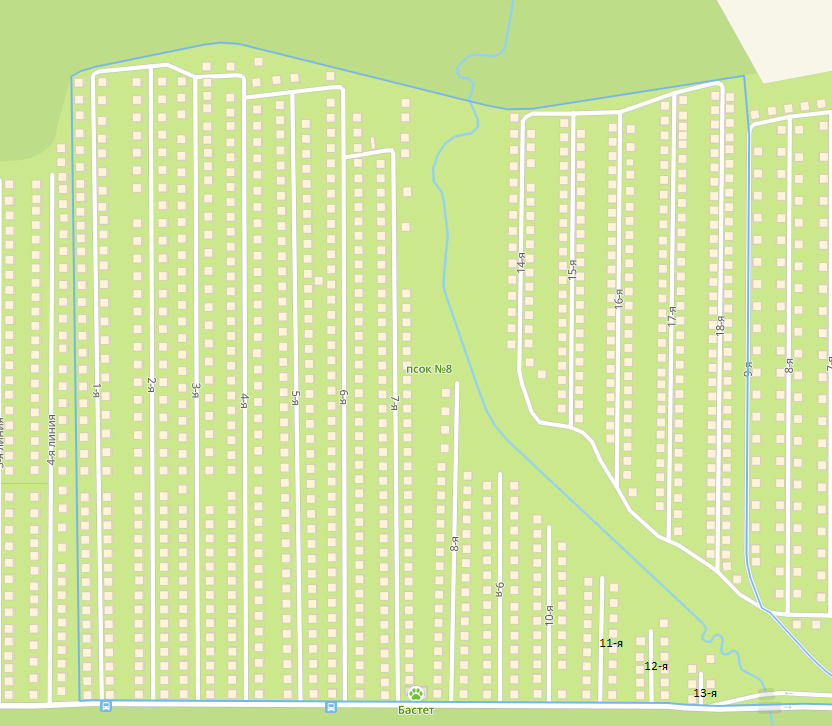 14-я
15-я
16-я
17-я
18-я
9-я
8-я
7-я
псок №8
1-я
2-я
3-я
4-я
5-я
6-я
7-я
4-я линия
8-я
9-я
10-я
11-я
12-я
13-я
Бастет